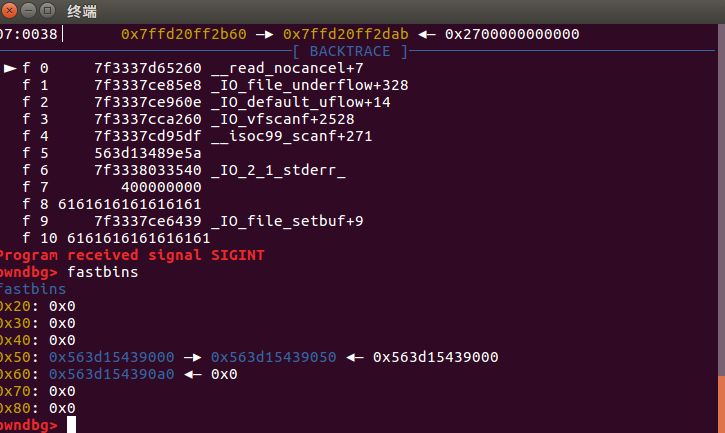 终端
07:0038│ 0x7ffd20ff2b60 —▸ 0x7ffd20ff2dab ◂— 0x2700000000000
[ BACKTRACE ]
► f 0 7f3337d65260 __read_nocancel+7
f 1 7f3337ce85e8 _IO_file_underflow+328
f 2 7f3337ce960e _IO_default_uflow+14
f 3 7f3337cca260 _IO_vfscanf+2528
f 4 7f3337cd95df __isoc99_scanf+271
f 5 563d13489e5a
f 6 7f3338033540 _IO_2_1_stderr_
f 7 400000000
f 8 6161616161616161
f 9 7f3337ce6439 _IO_file_setbuf+9
f 10 6161616161616161
Program received signal SIGINT
pwndbg> fastbins
fastbins
0x20: 0x0
0x30: 0x0
0x40: 0x0
0x50: 0x563d15439000 —▸ 0x563d15439050 ◂— 0x563d15439000
0x60: 0x563d154390a0 ◂— 0x0
0x70: 0x0
0x80: 0x0
pwndbg>